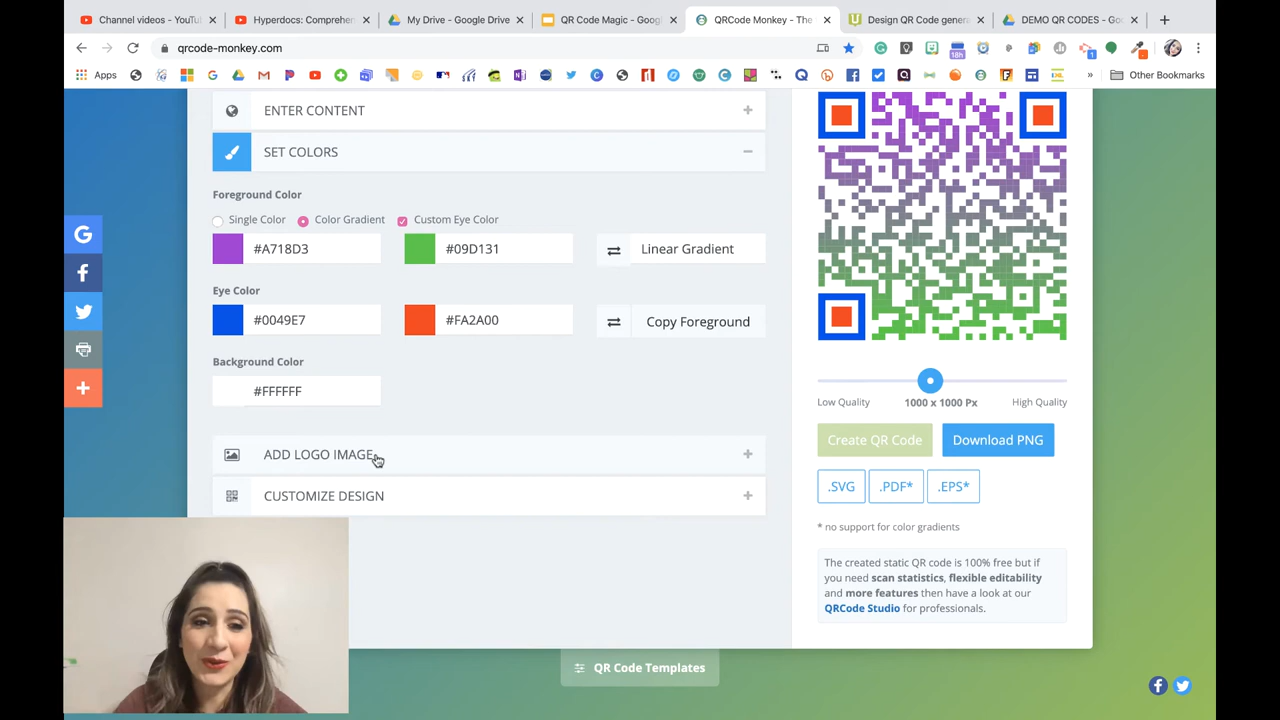 Channel videos - YouTu
Hyperdocs: Comprehen
My Drive - Google Drive
QR Code Magic - Goog
QRCode Monkey - The
Design QR Code genera
DEMO QR CODES - Goo
qrcode-monkey.com
18h
Apps
Other Bookmarks
ENTER CONTENT
SET COLORS
Foreground Color
Single Color
Color Gradient
Custom Eye Color
#A718D3
#09D131
Linear Gradient
Eye Color
#0049E7
#FA2A00
Copy Foreground
Background Color
#FFFFFF
ADD LOGO IMAGE
CUSTOMIZE DESIGN
Low Quality
1000 x 1000 Px
High Quality
Create QR Code
Download PNG
.SVG
.PDF*
.EPS*
* no support for color gradients
The created static QR code is 100% free but if
you need scan statistics, flexible editability
and more features then have a look at our
QRCode Studio for professionals.
QR Code Templates